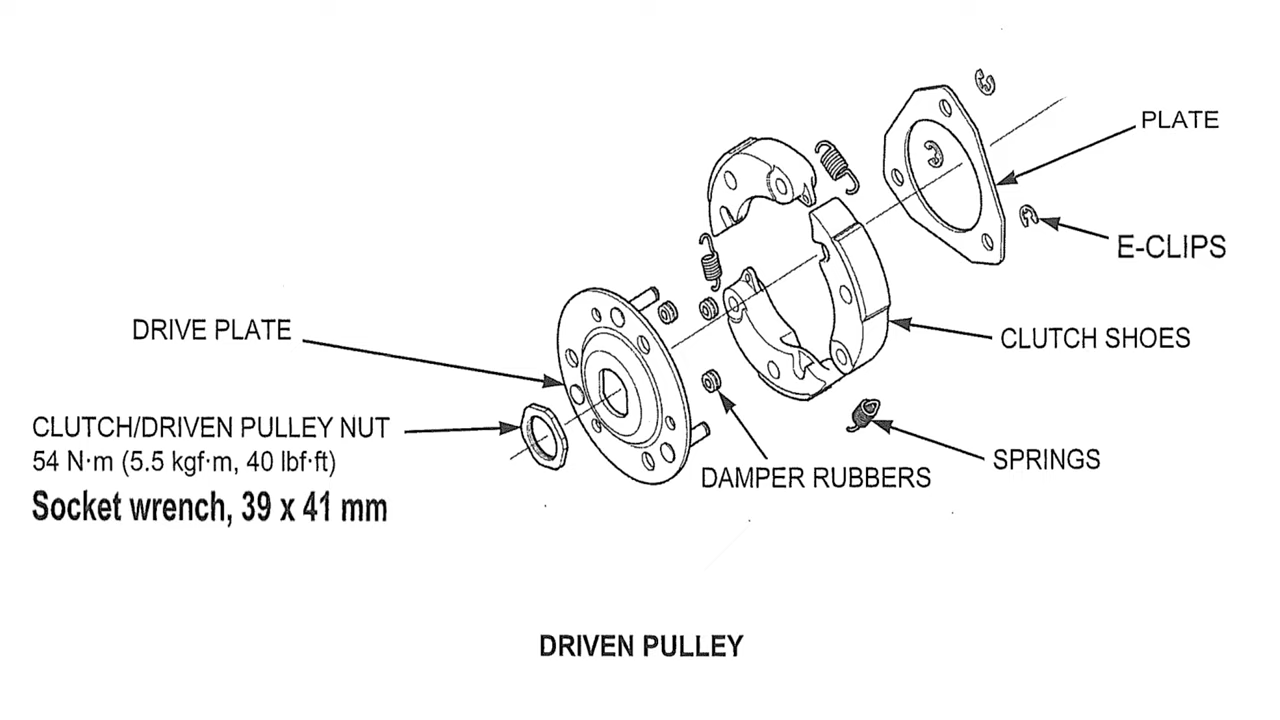 PLATE
E-CLIPS
DRIVE PLATE
CLUTCH SHOES
CLUTCH/DRIVEN PULLEY NUT
54 N·m (5.5 kgf·m, 40 lbf·ft)
Socket wrench, 39 x 41 mm
DAMPER RUBBERS
SPRINGS
DRIVEN PULLEY